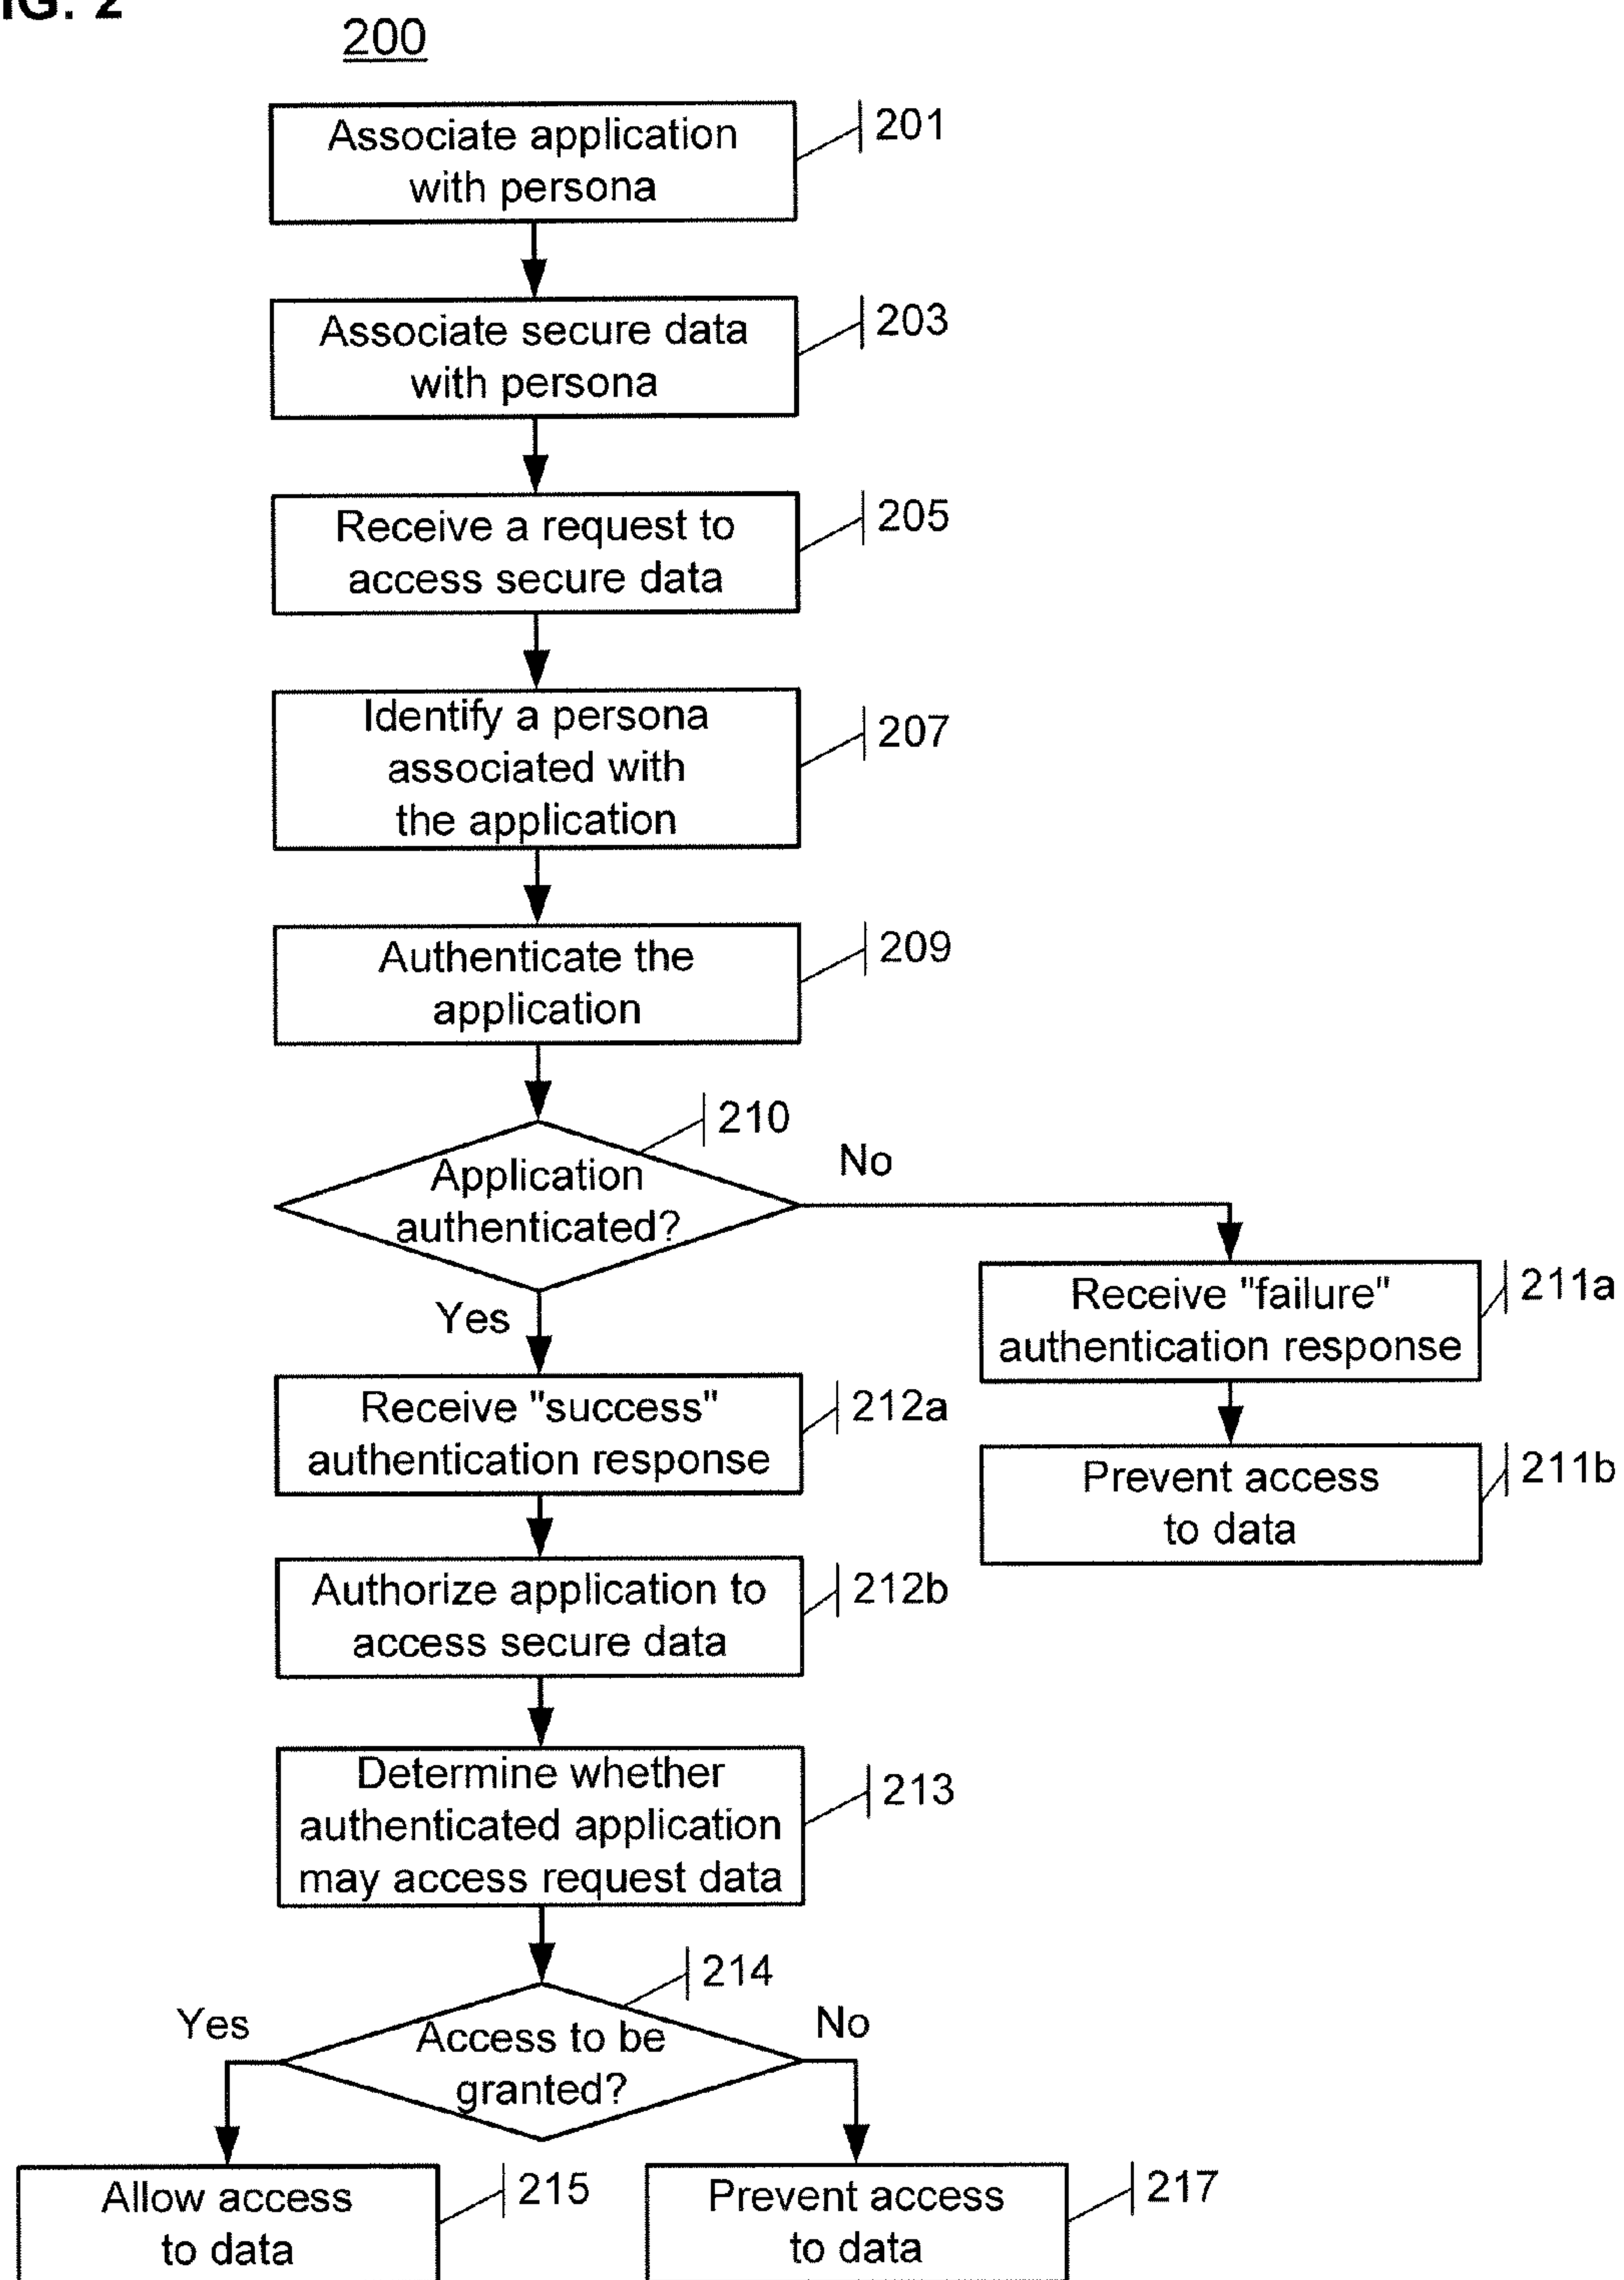 IG. 2
200
Associate application
with persona
201
Associate secure data
with persona
203
Receive a request to
access secure data
205
Identify a persona
associated with
the application
207
Authenticate the
application
209
210
Application
authenticated?
No
Yes
Receive "failure"
authentication response
211a
Receive "success"
authentication response
212a
Prevent access
to data
211b
Authorize application to
access secure data
212b
Determine whether
authenticated application
may access request data
213
214
Access to be
granted?
Yes
No
Allow access
to data
215
Prevent access
to data
217